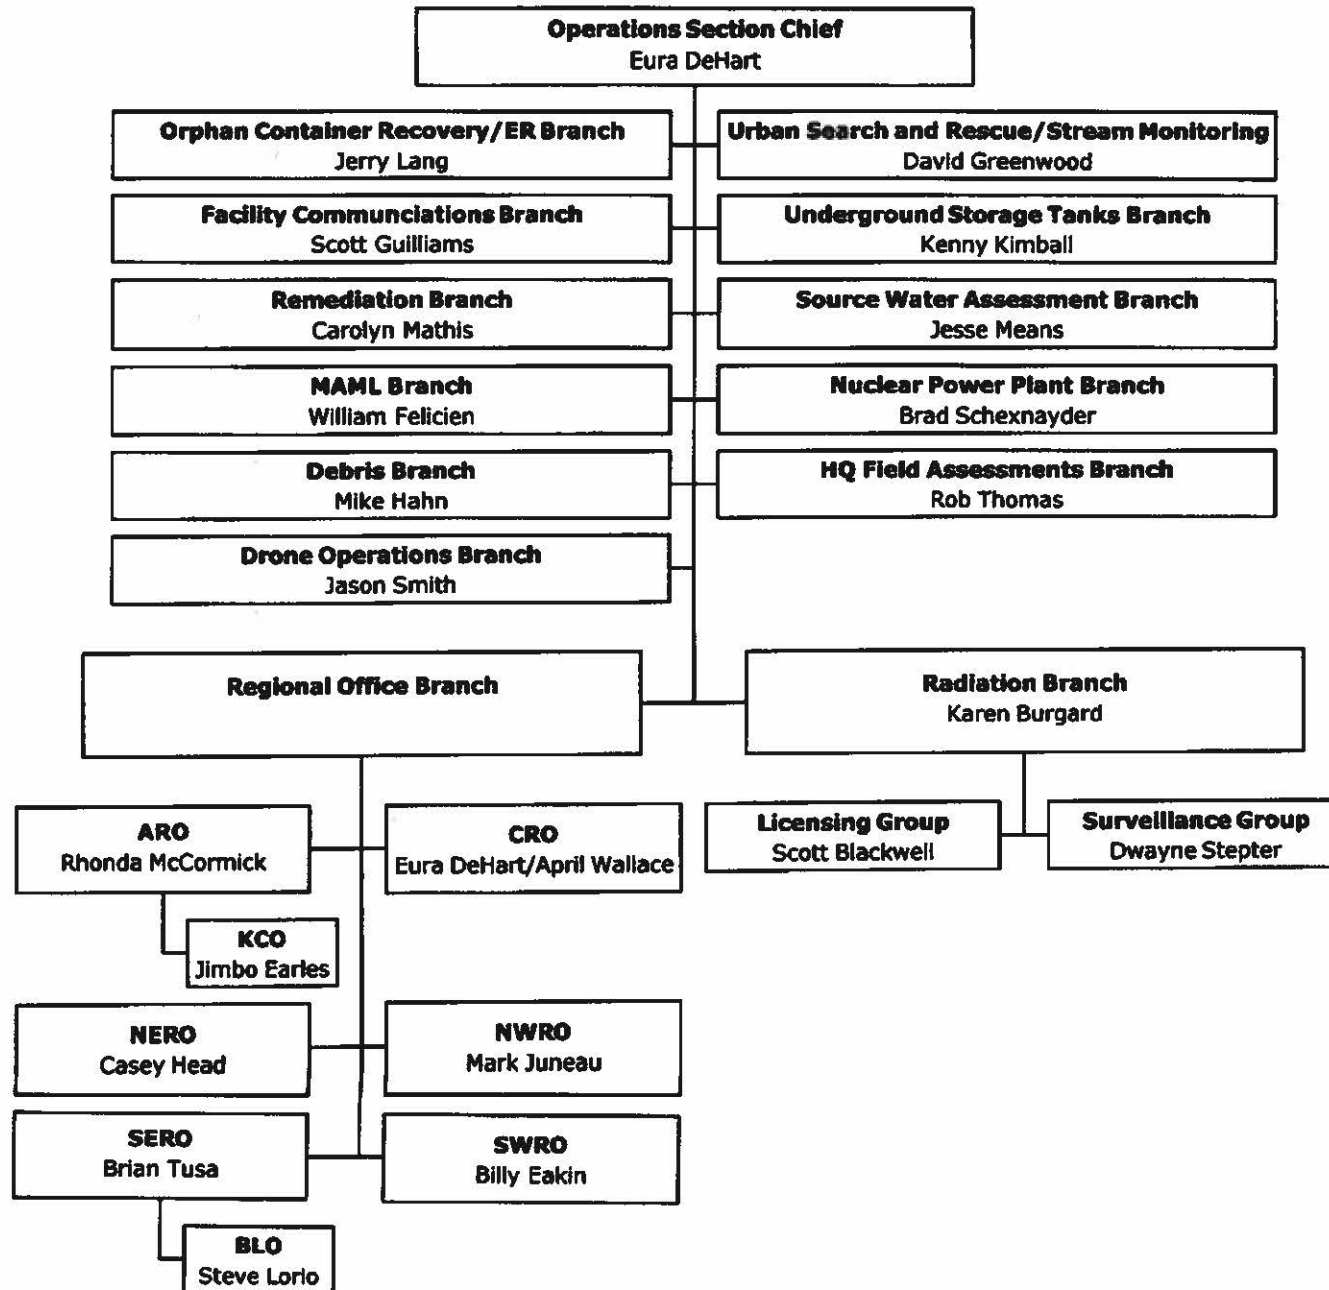 Operations Section Chief
Eura DeHart
Orphan Container Recovery/ER Branch
Jerry Lang
Urban Search and Rescue/Stream Monitoring
David Greenwood
Facility Communciations Branch
Scott Guilliams
Underground Storage Tanks Branch
Kenny Kimball
Remediation Branch
Carolyn Mathis
Source Water Assessment Branch
Jesse Means
MAML Branch
William Felicien
Nuclear Power Plant Branch
Brad Schexnayder
Debris Branch
Mike Hahn
HQ Field Assessments Branch
Rob Thomas
Drone Operations Branch
Jason Smith
Regional Office Branch
Radiation Branch
Karen Burgard
ARO
Rhonda McCormick
CRO
Eura DeHart/April Wallace
Licensing Group
Scott Blackwell
Surveillance Group
Dwayne Stepter
KCO
Jimbo Earles
NERO
Casey Head
NWRO
Mark Juneau
SERO
Brian Tusa
SWRO
Billy Eakin
BLO
Steve Lorio